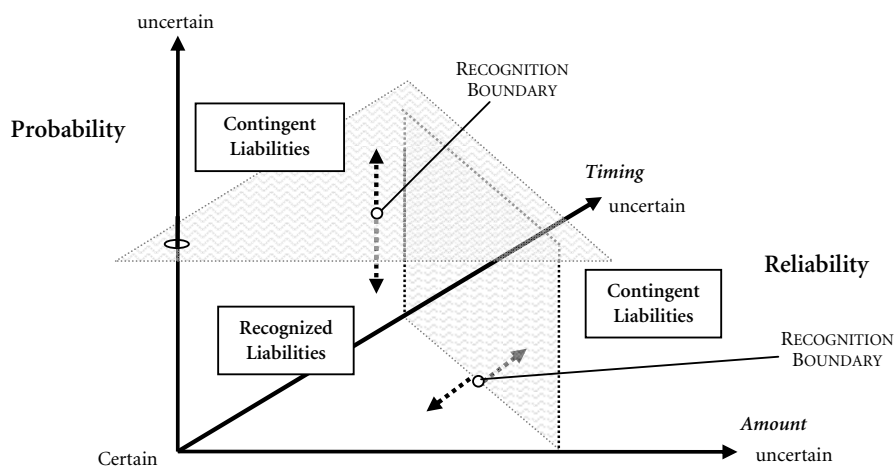 uncertain
RECOGNITION
BOUNDARY
Probability
Contingent
Liabilities
Timing
uncertain
Reliability
Contingent
Liabilities
Recognized
Liabilities
RECOGNITION
BOUNDARY
Amount
Certain
uncertain